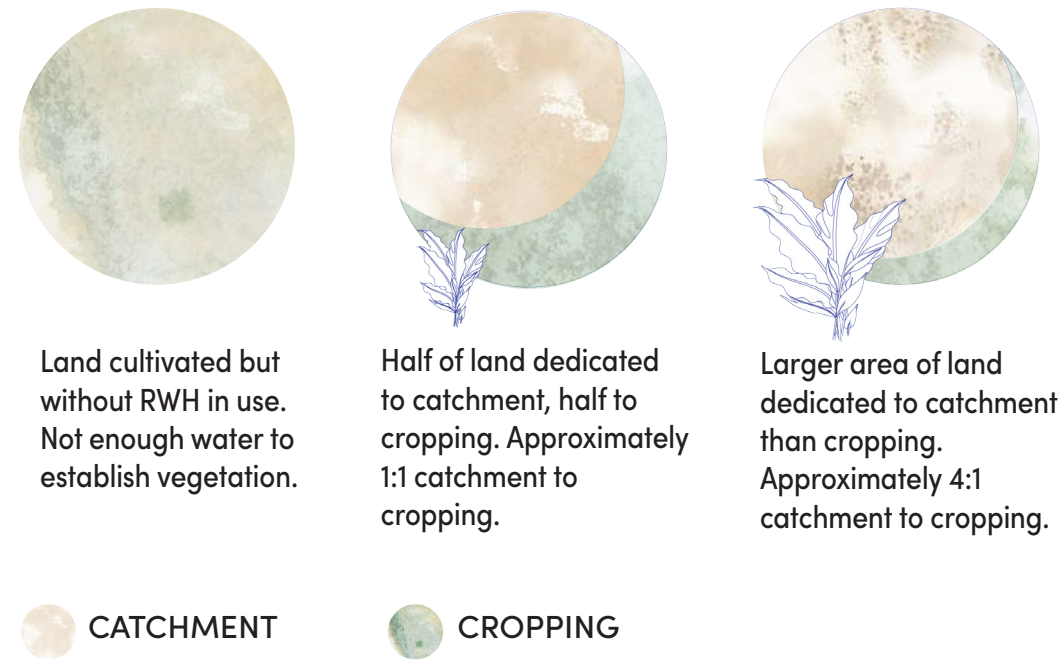 Land cultivated but
without RWH in use.
Not enough water to
establish vegetation.
Half of land dedicated
to catchment, half to
cropping. Approximately
1:1 catchment to
cropping.
Larger area of land
dedicated to catchment
than cropping.
Approximately 4:1
catchment to cropping.
CATCHMENT
CROPPING